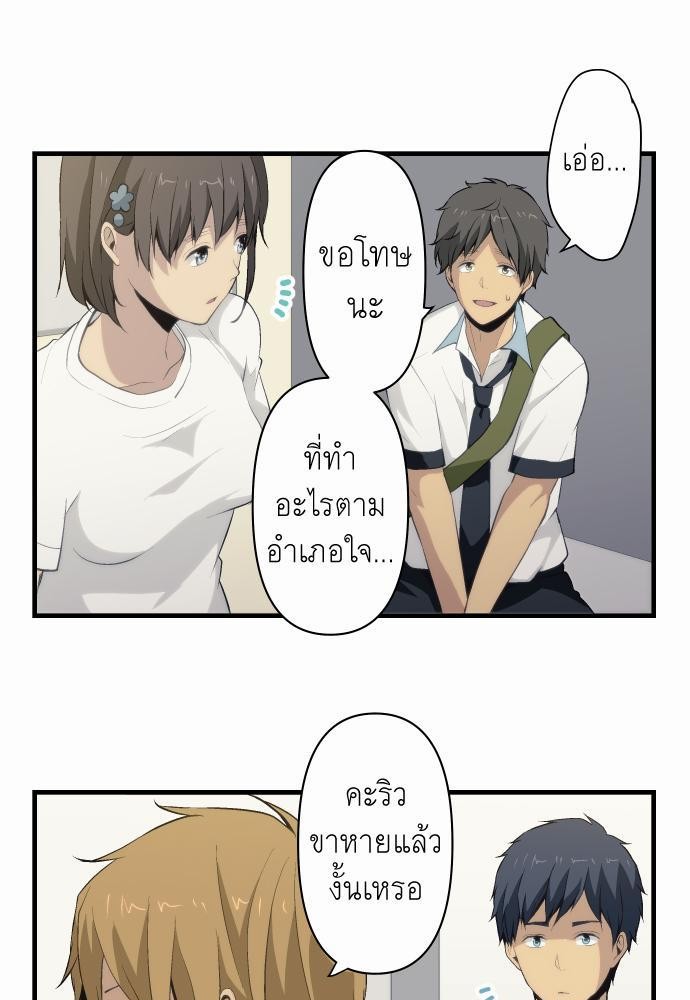 เอ่อ...
ขอโทษ
นะ
ที่ทำ
อะไรตาม
อำเภอใจ...
คะริว
ขาหายแล้ว
งั้นเหรอ